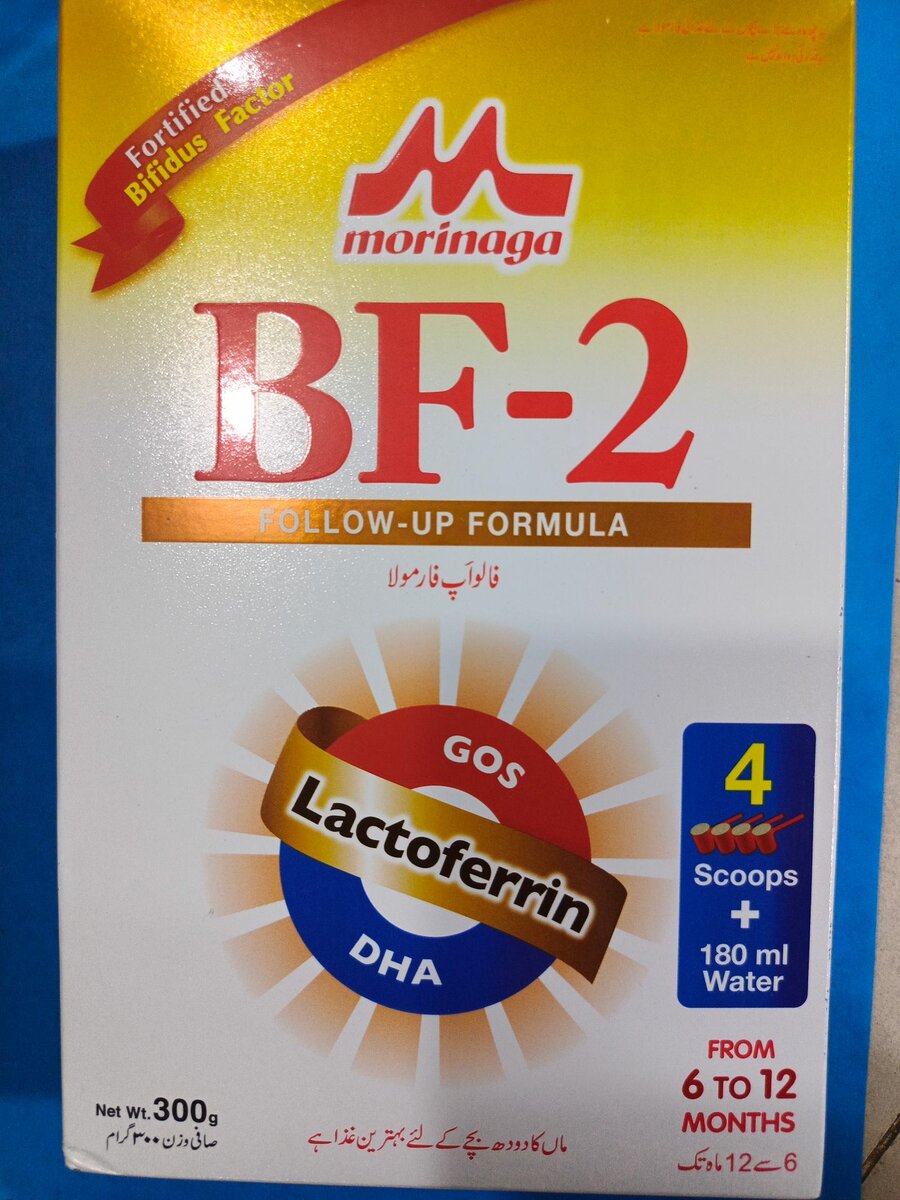 Fortified
Bifidus Factor
morinaga
BF-2
FOLLOW-UP FORMULA
فالو اَپ فارمولا
GOS
Lactoferrin
DHA
4
Scoops
+
180 ml
Water
FROM
6 TO 12
MONTHS
6 سے 12 ماہ تک
Net Wt. 300g
صافی وزن ۳۰۰ گرام
ماں کا دودھ بچے کے لئے بہترین غذا ہے